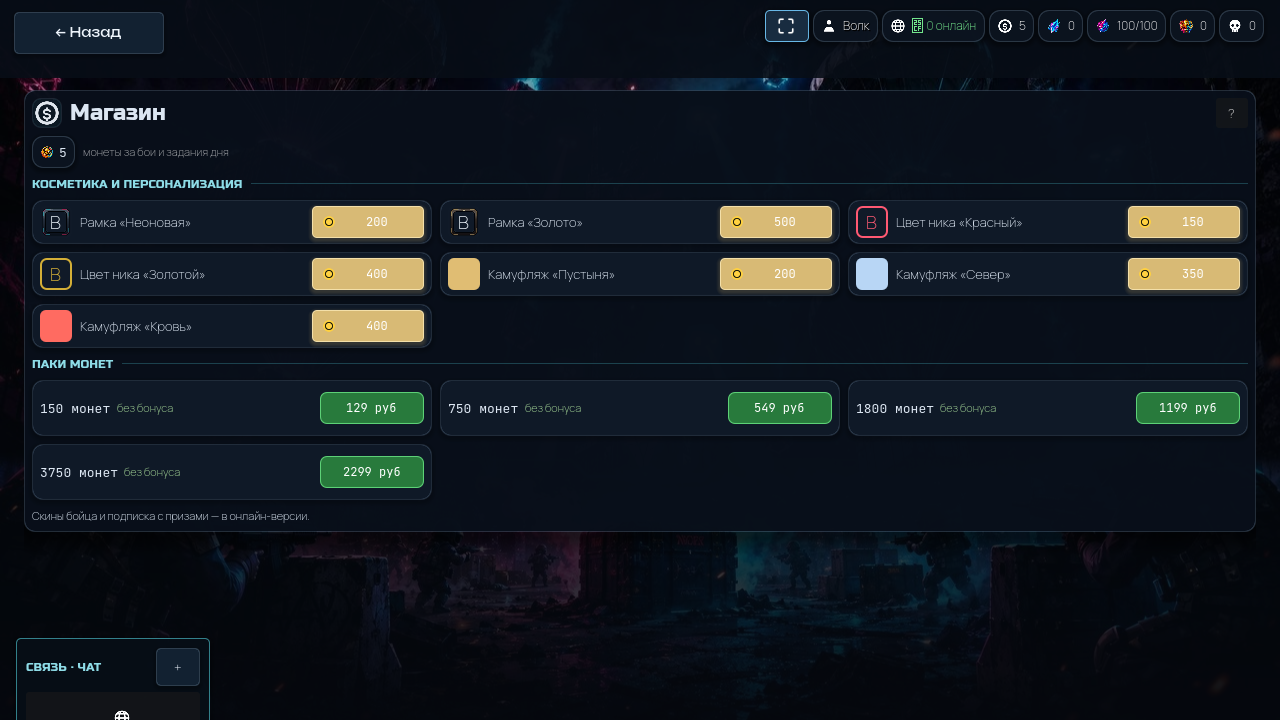 ← Назад
Волк
0 онлайн
5
0
100/100
0
0
Магазин
?
5 монеты за бои и задания дня
КОСМЕТИКА И ПЕРСОНАЛИЗАЦИЯ
B Рамка «Неоновая» 200
B Рамка «Золото» 500
B Цвет ника «Красный» 150
B Цвет ника «Золотой» 400
Камуфляж «Пустыня» 200
Камуфляж «Север» 350
Камуфляж «Кровь» 400
ПАКИ МОНЕТ
150 монет без бонуса 129 руб
750 монет без бонуса 549 руб
1800 монет без бонуса 1199 руб
3750 монет без бонуса 2299 руб
Скины бойца и подписка с призами — в онлайн-версии.
СВЯЗЬ · ЧАТ
+